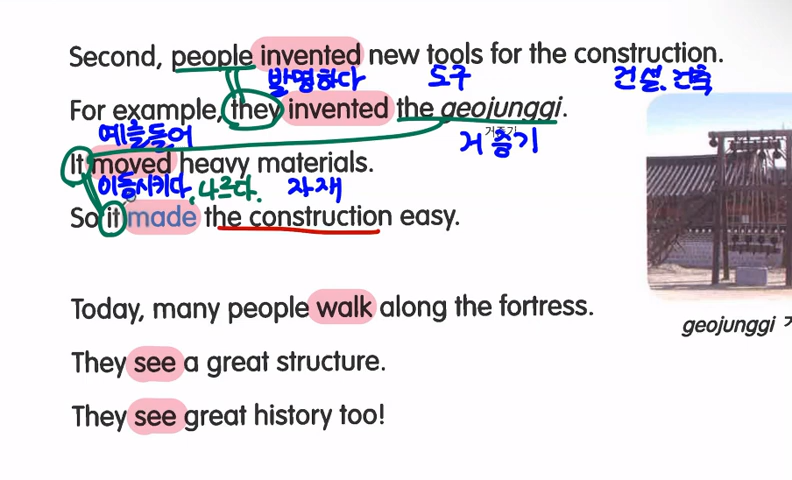 Second, people invented new tools for the construction.
발명하다 도구 건설.건축
For example, they invented the geojunggi.
예를들어 거중기 거중기
It moved heavy materials.
이동시키다, 나르다. 자재
So it made the construction easy.
Today, many people walk along the fortress.
They see a great structure.
They see great history too!
geojunggi